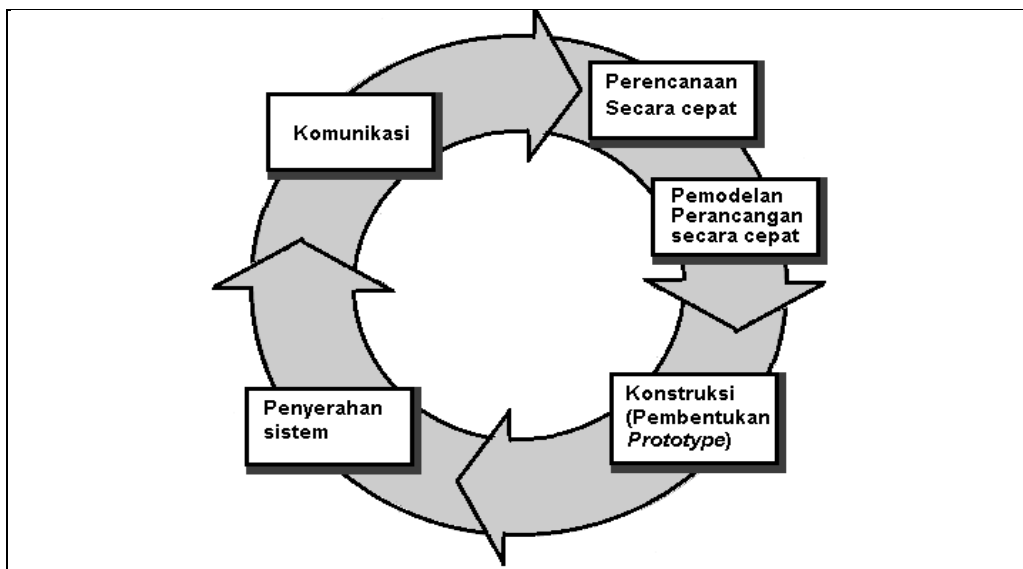 Komunikasi
Perencanaan
Secara cepat
Pemodelan
Perancangan
secara cepat
Konstruksi
(Pembentukan
Prototype)
Penyerahan
sistem